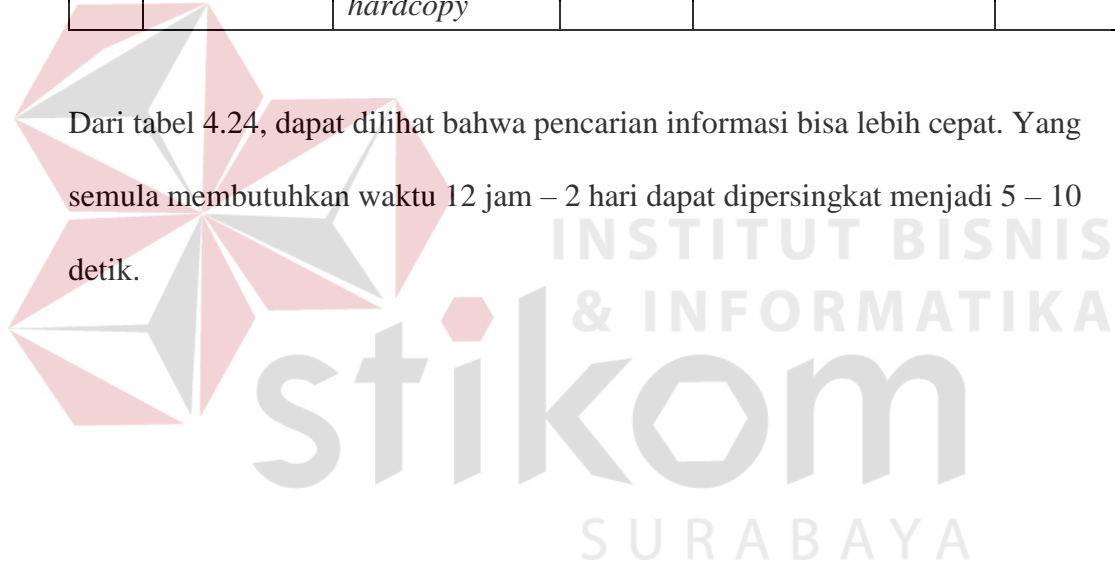 hardcopy
Dari tabel 4.24, dapat dilihat bahwa pencarian informasi bisa lebih cepat. Yang
semula membutuhkan waktu 12 jam – 2 hari dapat dipersingkat menjadi 5 – 10
detik.
INSTITUT BISNIS
& INFORMATIKA
stikom
SURABAYA